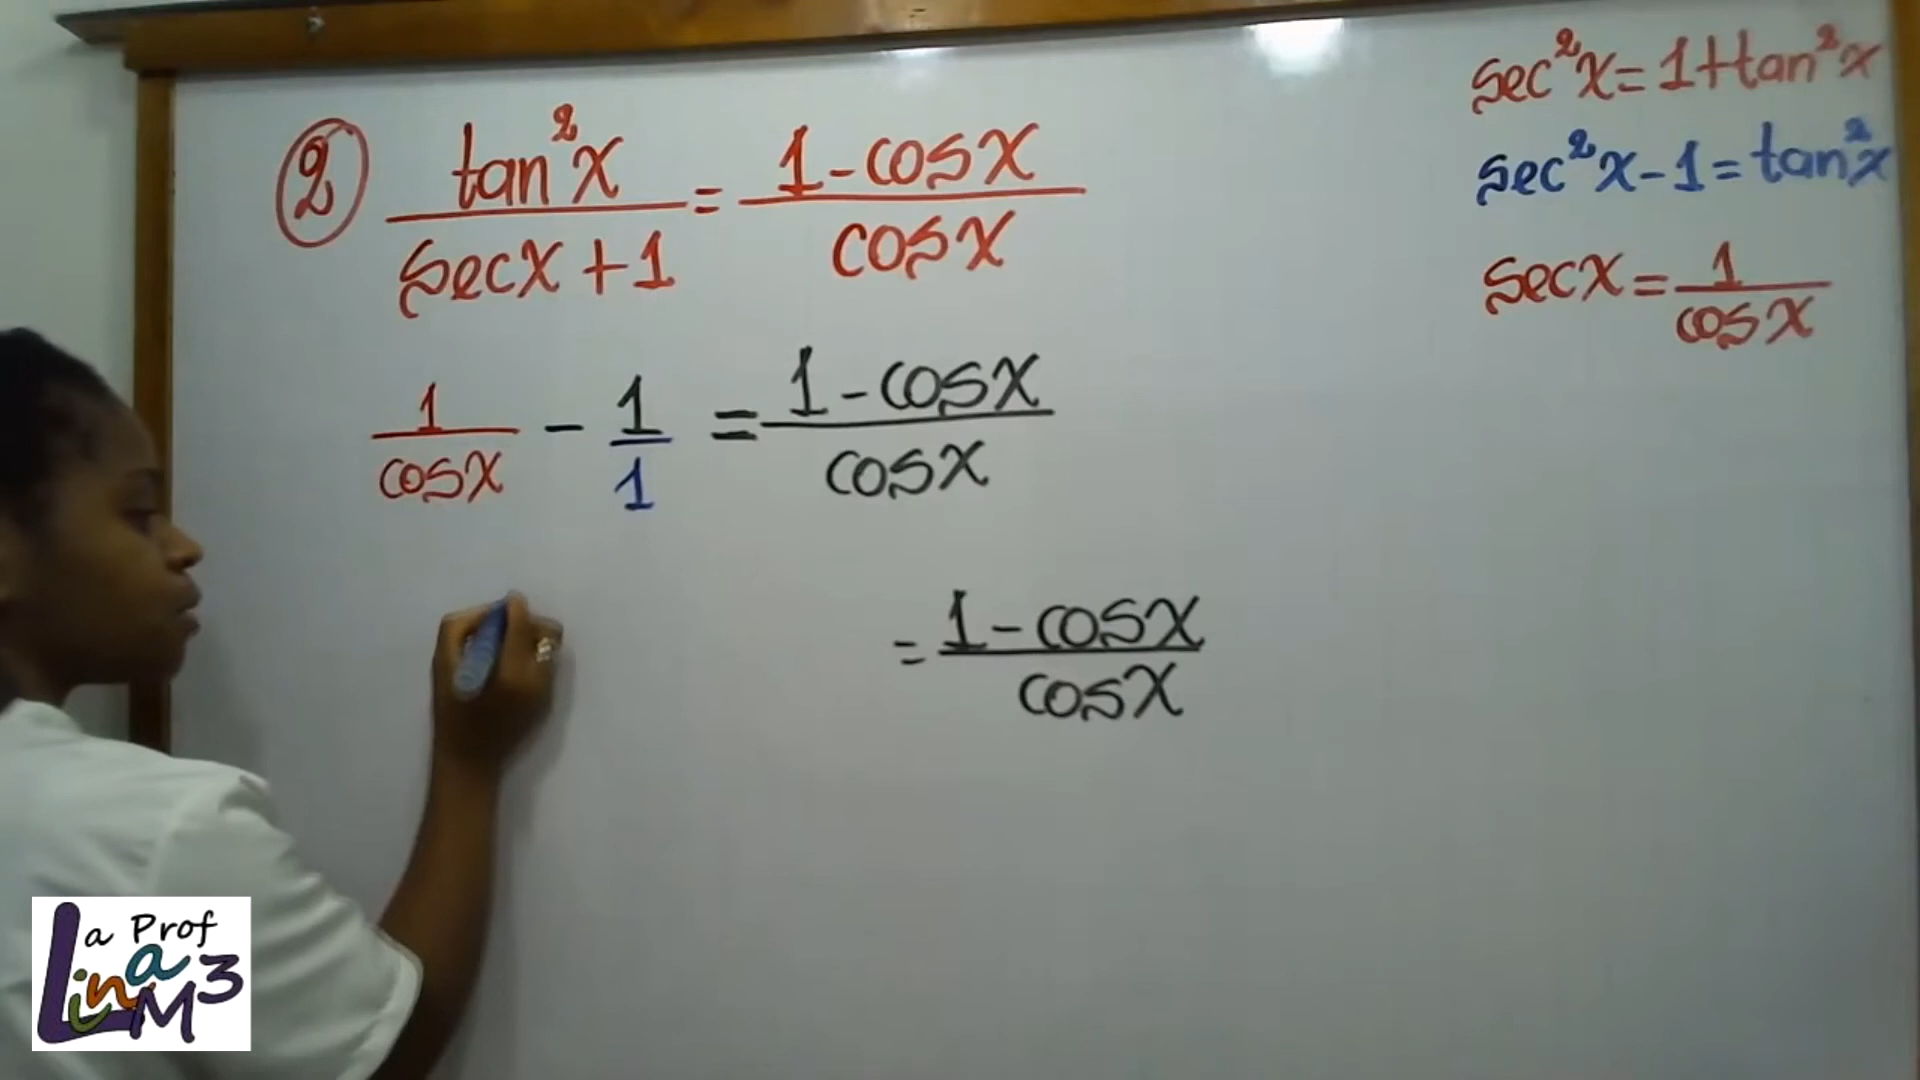 ② tan²x / secx + 1 = 1 - cosx / cosx
1 / cosx - 1 / 1 = 1 - cosx / cosx
= 1 - cosx / cosx
sec²x = 1 + tan²x
sec²x - 1 = tan²x
secx = 1 / cosx
La Prof
Lina M3